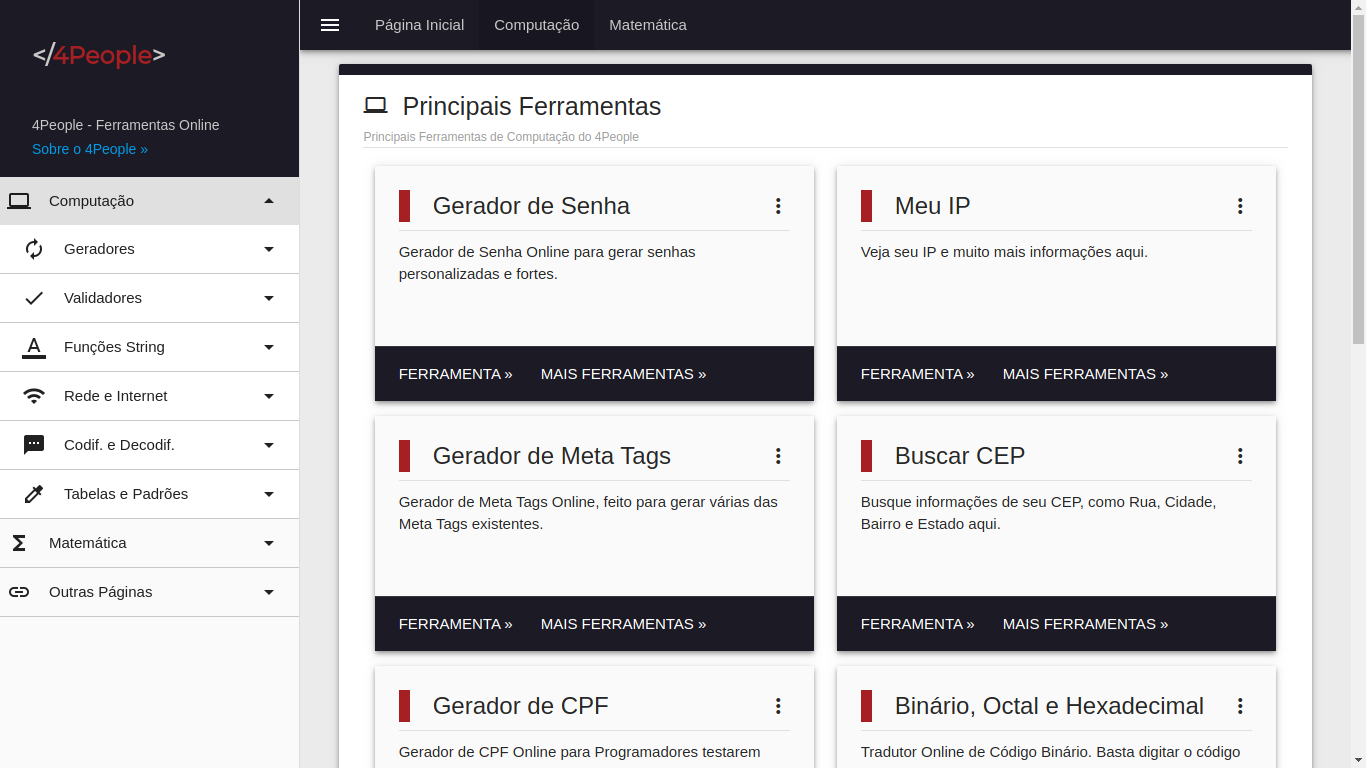 </4People>
4People - Ferramentas Online
Sobre o 4People »
Computação
Geradores
Validadores
Funções String
Rede e Internet
Codif. e Decodif.
Tabelas e Padrões
Matemática
Outras Páginas
Página Inicial Computação Matemática
Principais Ferramentas
Principais Ferramentas de Computação do 4People
Gerador de Senha
Gerador de Senha Online para gerar senhas
personalizadas e fortes.
FERRAMENTA » MAIS FERRAMENTAS »
Meu IP
Veja seu IP e muito mais informações aqui.
FERRAMENTA » MAIS FERRAMENTAS »
Gerador de Meta Tags
Gerador de Meta Tags Online, feito para gerar várias das
Meta Tags existentes.
FERRAMENTA » MAIS FERRAMENTAS »
Buscar CEP
Busque informações de seu CEP, como Rua, Cidade,
Bairro e Estado aqui.
FERRAMENTA » MAIS FERRAMENTAS »
Gerador de CPF
Gerador de CPF Online para Programadores testarem
Binário, Octal e Hexadecimal
Tradutor Online de Código Binário. Basta digitar o código